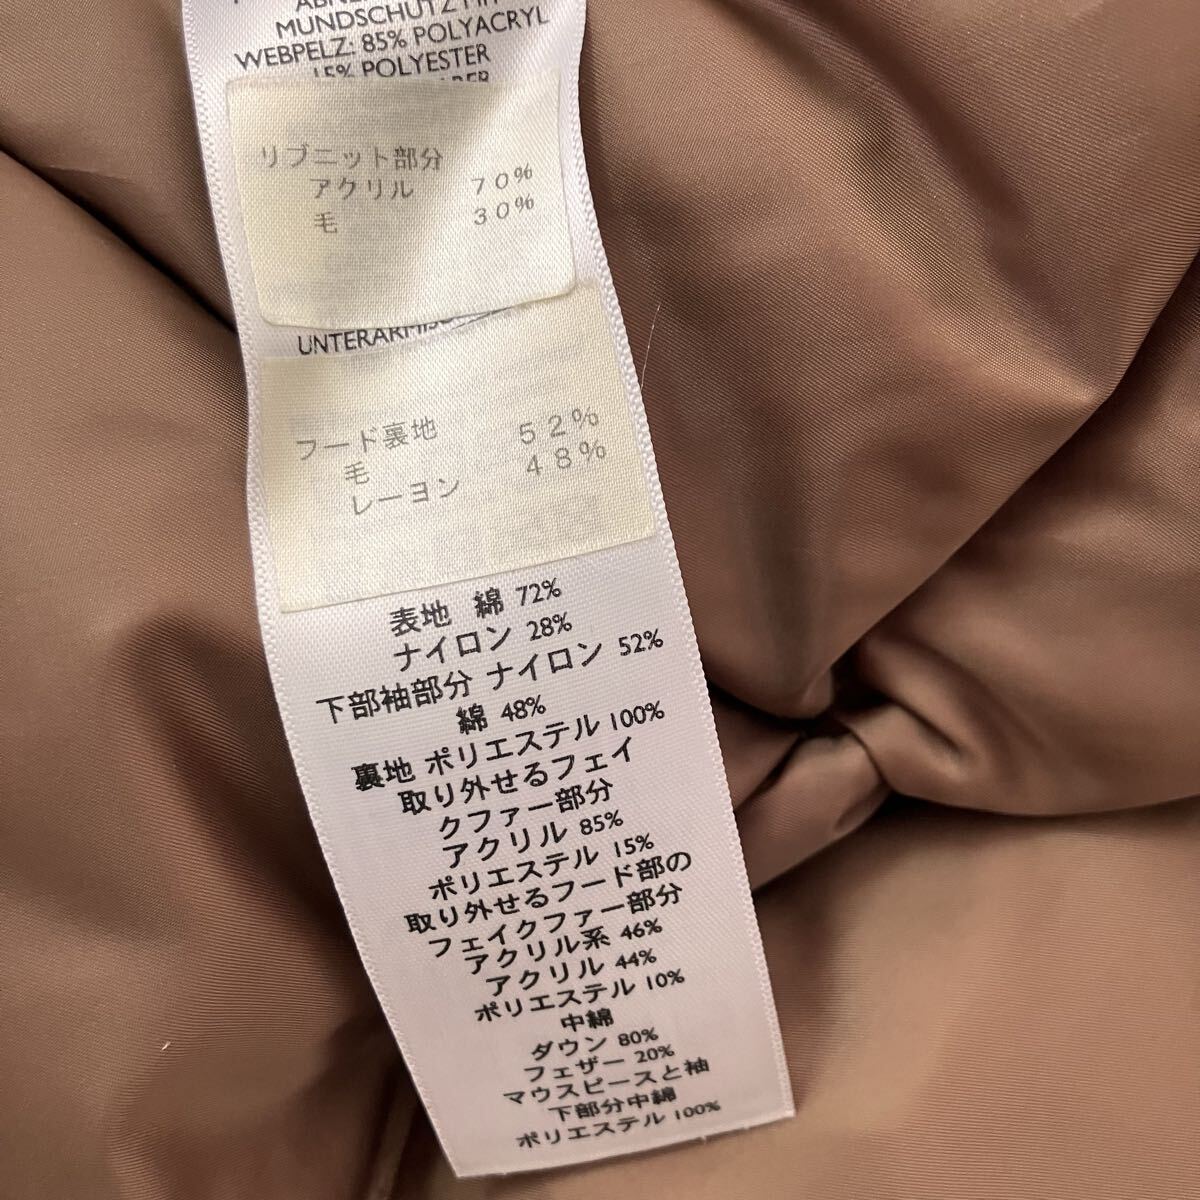 MUNDSCHUTZ
WEBPELZ: 85% POLYACRYL
15% POLYESTER
リブニット部分
アクリル 70%
毛 30%
フード裏地
毛 52%
レーヨン 48%
表地 綿 72%
ナイロン 28%
下部袖部分 ナイロン 52%
綿 48%
裏地 ポリエステル 100%
取り外せるフェイ
クファー部分
アクリル 85%
ポリエステル 15%
取り外せるフード部の
フェイクファー部分
アクリル系 46%
アクリル 44%
ポリエステル 10%
中綿
ダウン 80%
フェザー 20%
マウスピースと袖
下部分中綿
ポリエステル 100%